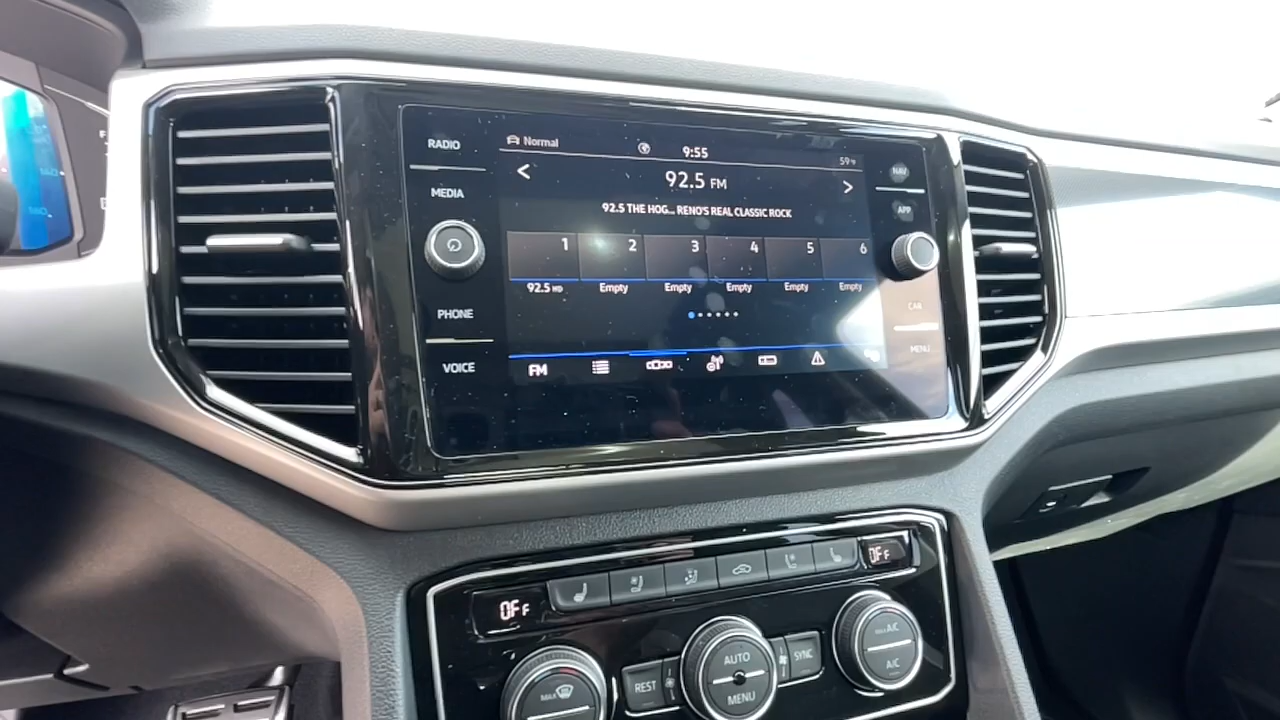 RADIO
MEDIA
PHONE
VOICE
Normal
9:55
59°F
92.5 FM
92.5 THE HOG... RENO'S REAL CLASSIC ROCK
1 2 3 4 5 6
92.5 HD Empty Empty Empty Empty Empty
FM
NAV
APP
CAR
MENU
OFF
OFF
MAX
REST
AUTO
MENU
SYNC
MAX A/C
A/C